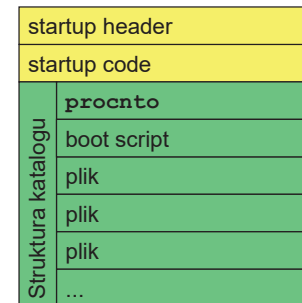 startup header
startup code
Struktura katalogu
procnto
boot script
plik
plik
plik
...